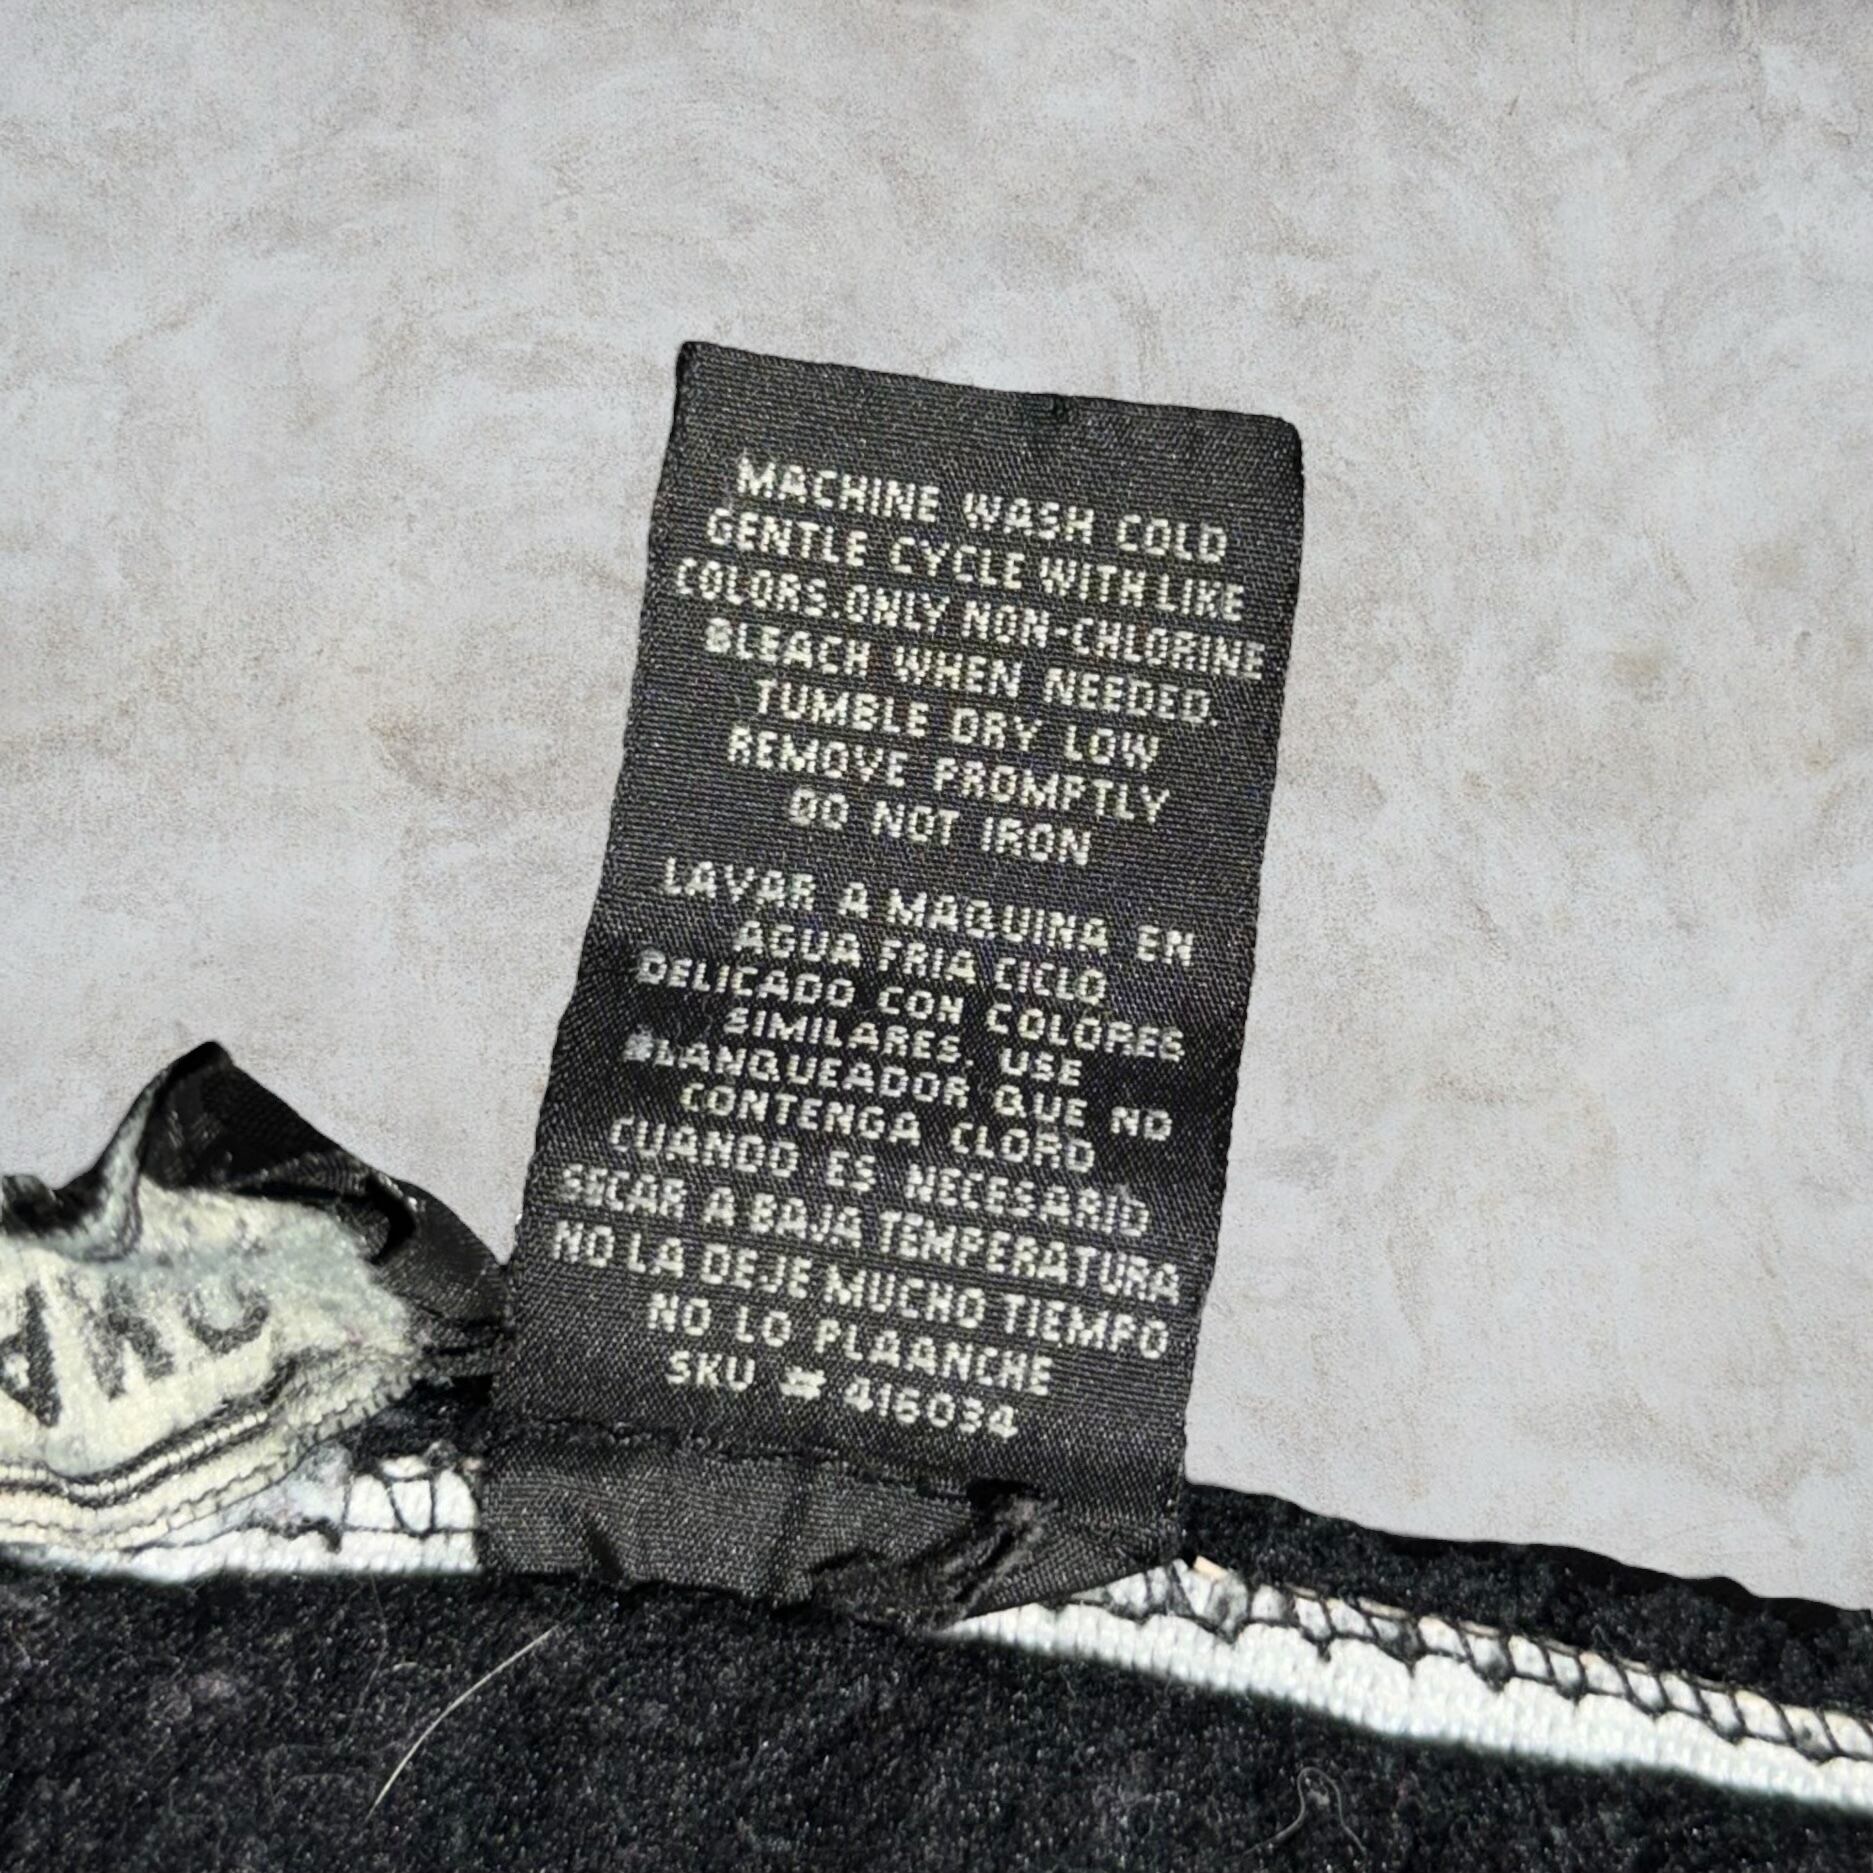 MACHINE WASH COLD
GENTLE CYCLE WITH LIKE
COLORS. ONLY NON-CHLORINE
BLEACH WHEN NEEDED.
TUMBLE DRY LOW
REMOVE PROMPTLY
DO NOT IRON
LAVAR A MAQUINA EN
AGUA FRIA CICLO
DELICADO CON COLORES
SIMILARES. USE
BLANQUEADOR QUE NO
CONTENGA CLORO
CUANDO ES NECESARIO
SECAR A BAJA TEMPERATURA
NO LA DEJE MUCHO TIEMPO
NO LO PLAANCHE
SKU # 416034